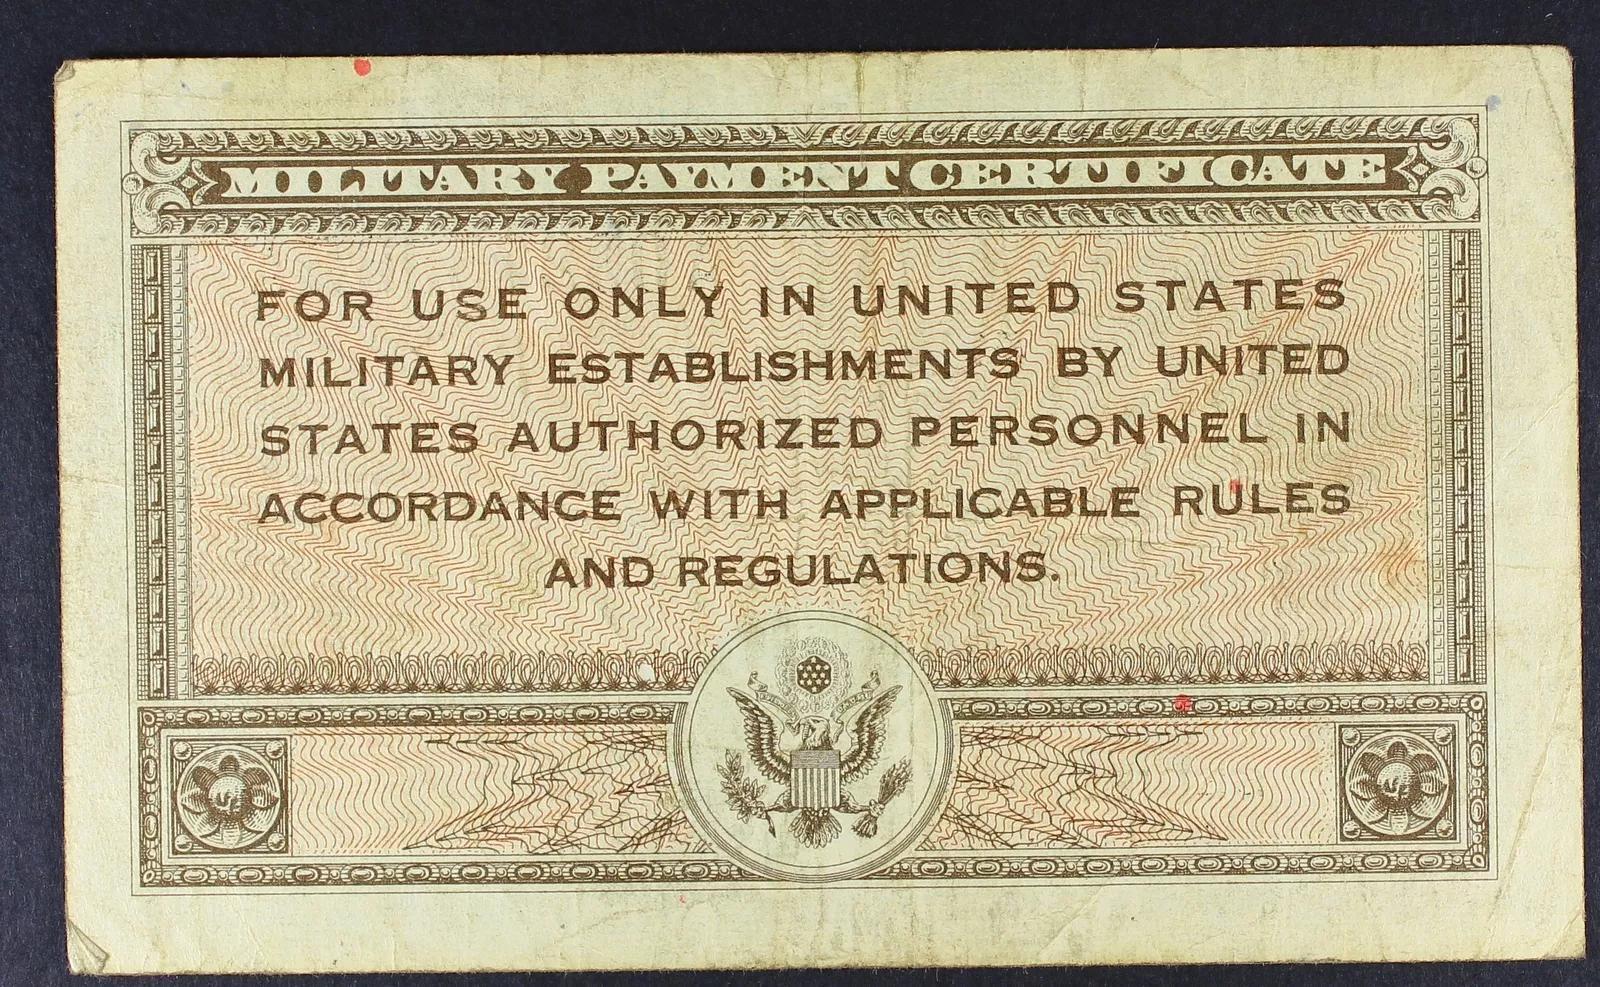 MILITARY PAYMENT CERTIFICATE
FOR USE ONLY IN UNITED STATES
MILITARY ESTABLISHMENTS BY UNITED
STATES AUTHORIZED PERSONNEL IN
ACCORDANCE WITH APPLICABLE RULES
AND REGULATIONS.